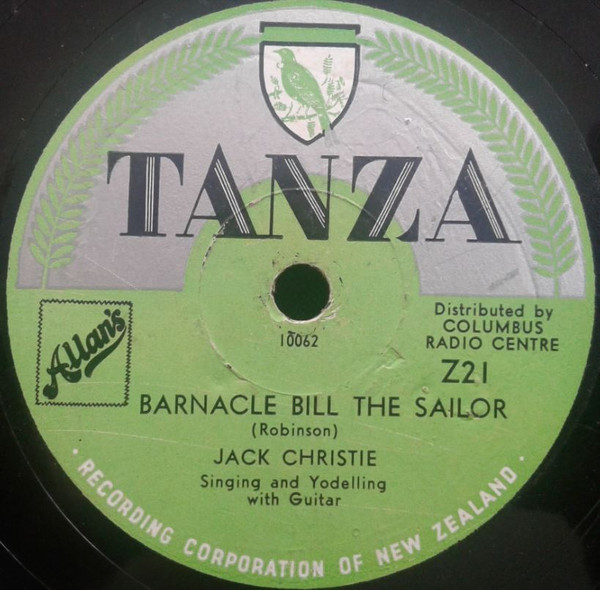 TANZA
Allan's
10062
Distributed by
COLUMBUS
RADIO CENTRE
Z21
BARNACLE BILL THE SAILOR
(Robinson)
JACK CHRISTIE
Singing and Yodelling
with Guitar
· RECORDING CORPORATION OF NEW ZEALAND ·